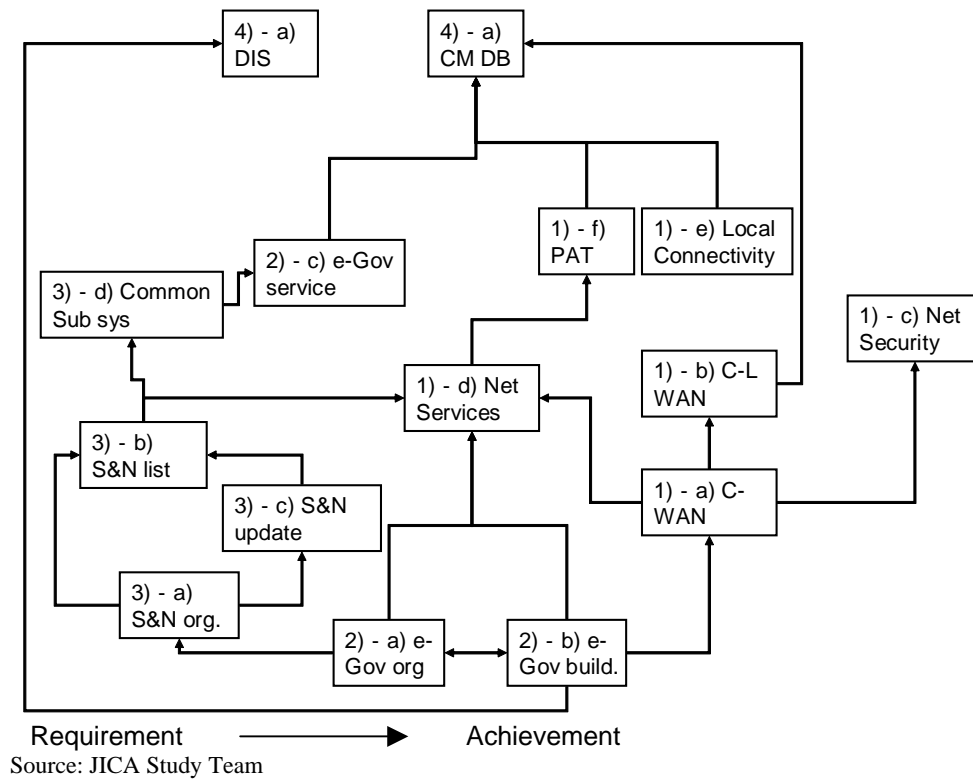 4) - a)
DIS
4) - a)
CM DB
1) - f)
PAT
1) - e) Local
Connectivity
2) - c) e-Gov
service
3) - d) Common
Sub sys
1) - c) Net
Security
1) - d) Net
Services
1) - b) C-L
WAN
3) - b)
S&N list
3) - c) S&N
update
1) - a) C-
WAN
3) - a)
S&N org.
2) - a) e-
Gov org
2) - b) e-
Gov build.
Requirement
Achievement
Source: JICA Study Team